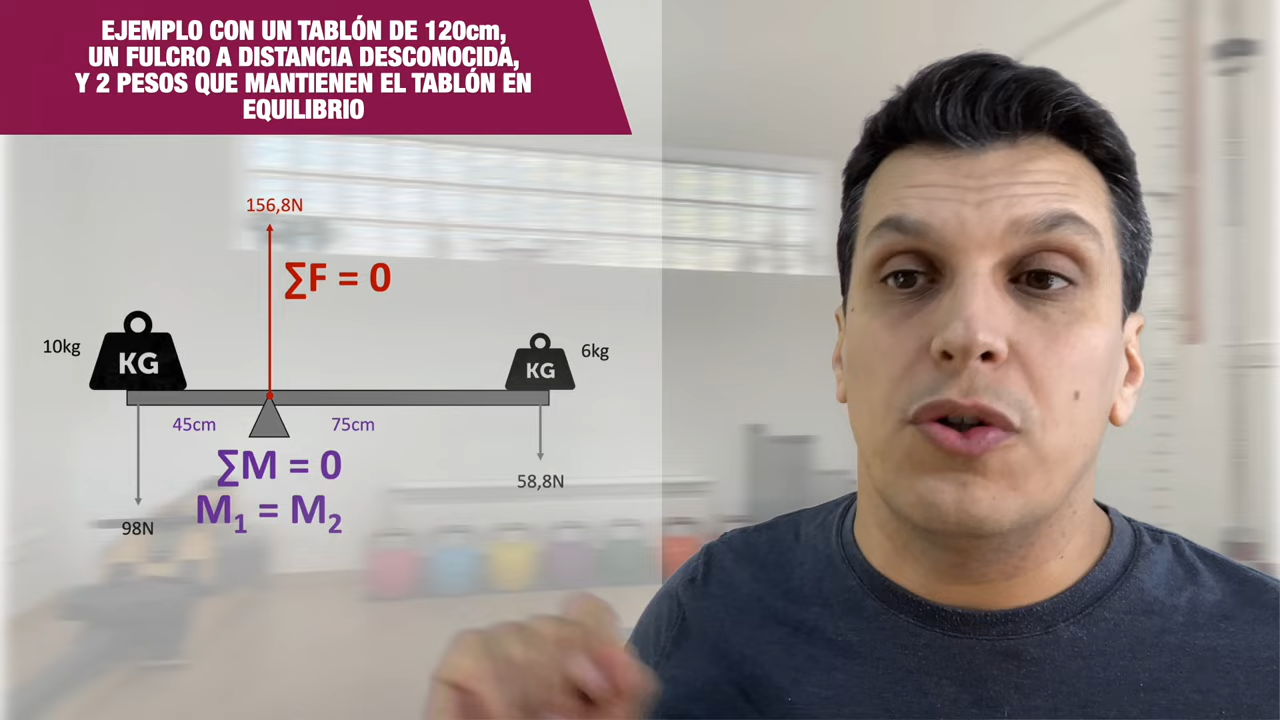 EJEMPLO CON UN TABLÓN DE 120cm,
UN FULCRO A DISTANCIA DESCONOCIDA,
Y 2 PESOS QUE MANTIENEN EL TABLÓN EN
EQUILIBRIO
156,8N
∑F = 0
10kg
KG
KG
6kg
45cm
75cm
∑M = 0
M₁ = M₂
98N
58,8N